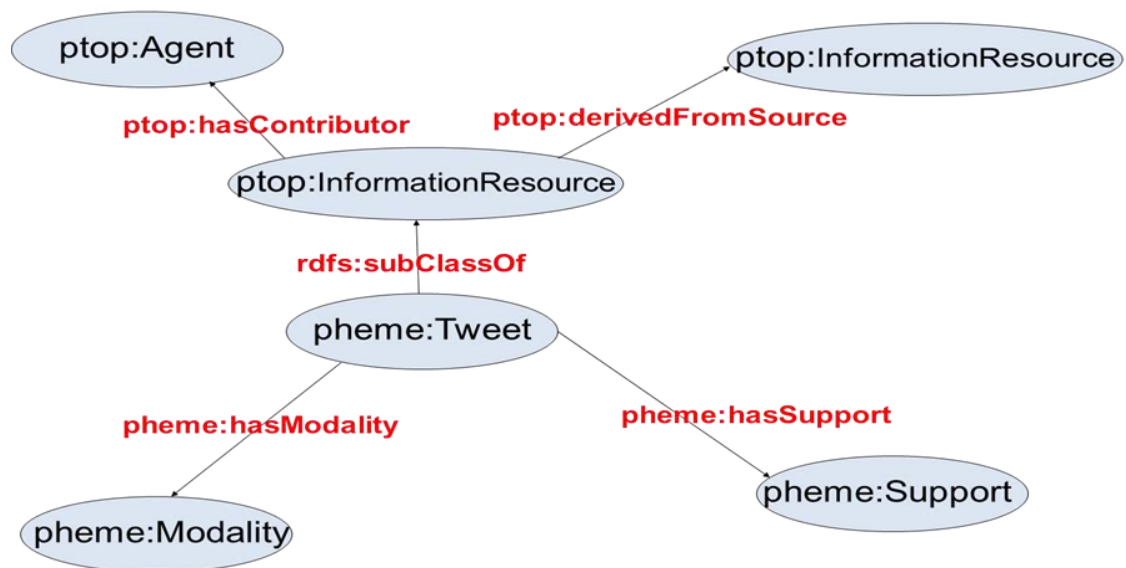 ptop:Agent
ptop:InformationResource
ptop:hasContributor
ptop:derivedFromSource
ptop:InformationResource
rdfs:subClassOf
pheme:Tweet
pheme:hasModality
pheme:hasSupport
pheme:Support
pheme:Modality